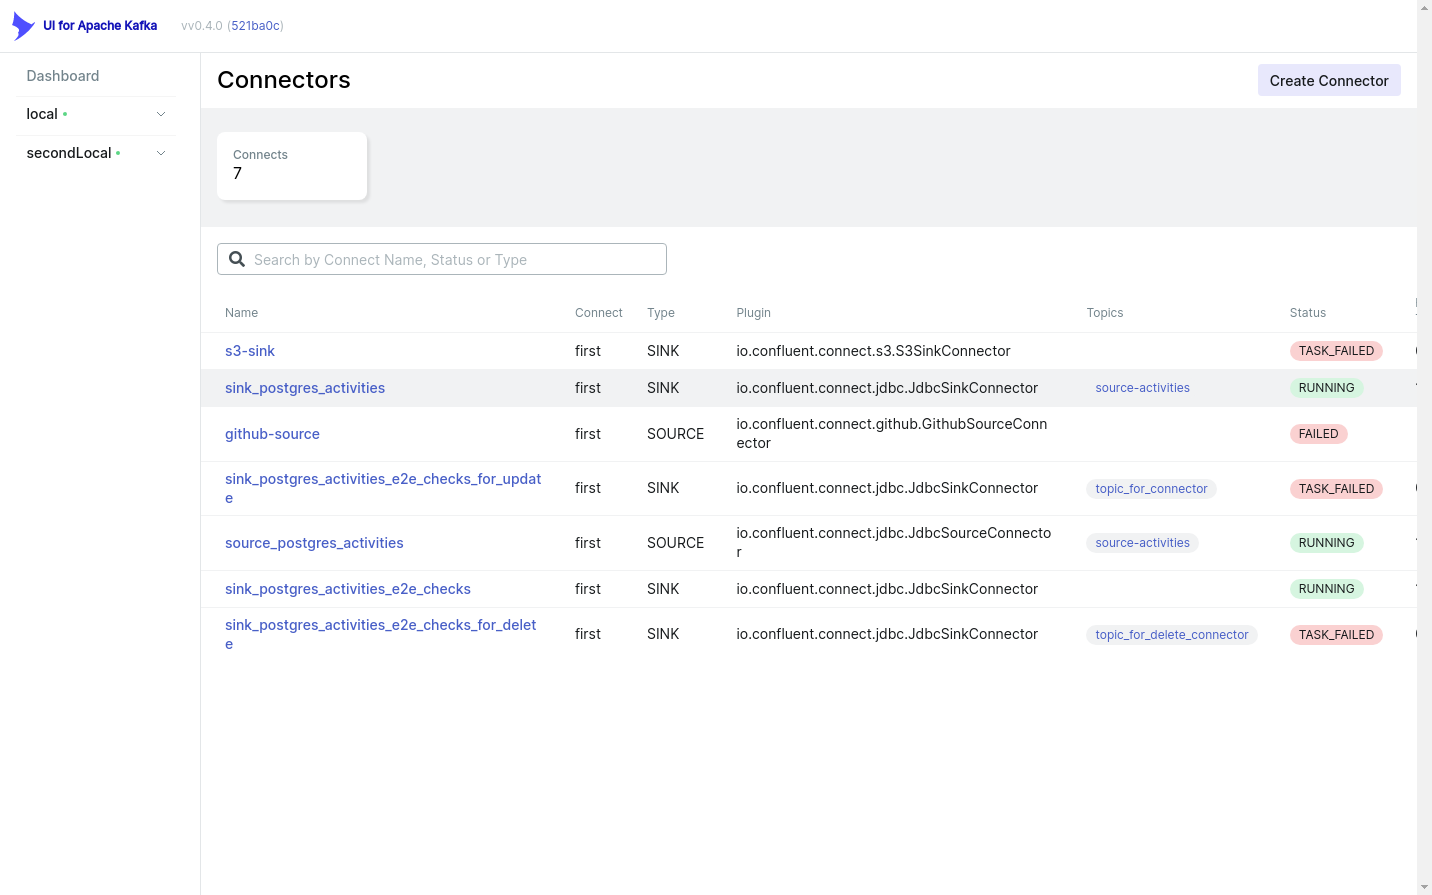 UI for Apache Kafka vv0.4.0 (521ba0c)
Dashboard
local
secondLocal
Connectors
Create Connector
Connects
7
Search by Connect Name, Status or Type
Name Connect Type Plugin Topics Status
s3-sink first SINK io.confluent.connect.s3.S3SinkConnector TASK_FAILED
sink_postgres_activities first SINK io.confluent.connect.jdbc.JdbcSinkConnector source-activities RUNNING
github-source first SOURCE io.confluent.connect.github.GithubSourceConn
ector FAILED
sink_postgres_activities_e2e_checks_for_updat
e first SINK io.confluent.connect.jdbc.JdbcSinkConnector topic_for_connector TASK_FAILED
source_postgres_activities first SOURCE io.confluent.connect.jdbc.JdbcSourceConnecto
r source-activities RUNNING
sink_postgres_activities_e2e_checks first SINK io.confluent.connect.jdbc.JdbcSinkConnector RUNNING
sink_postgres_activities_e2e_checks_for_delet
e first SINK io.confluent.connect.jdbc.JdbcSinkConnector topic_for_delete_connector TASK_FAILED